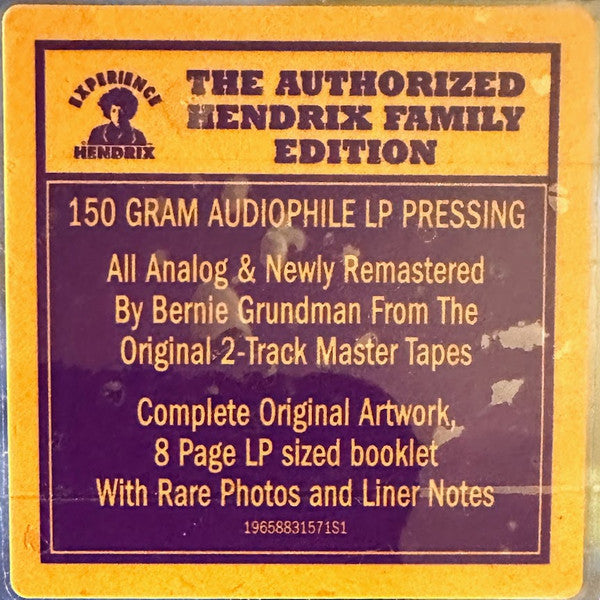 EXPERIENCE
HENDRIX
THE AUTHORIZED
HENDRIX FAMILY
EDITION
150 GRAM AUDIOPHILE LP PRESSING
All Analog & Newly Remastered
By Bernie Grundman From The
Original 2-Track Master Tapes
Complete Original Artwork,
8 Page LP sized booklet
With Rare Photos and Liner Notes
19658831571S1